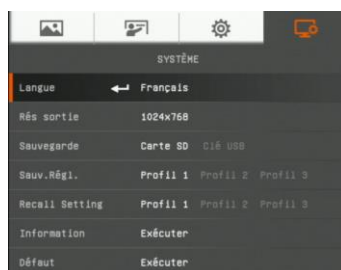 SYSTÈME
Langue Français
Rés sortie 1024x768
Sauvegarde Carte SD Clé USB
Sauv.Régl. Profil 1 Profil 2 Profil 3
Recall Setting Profil 1 Profil 2 Profil 3
Information Exécuter
Défaut Exécuter